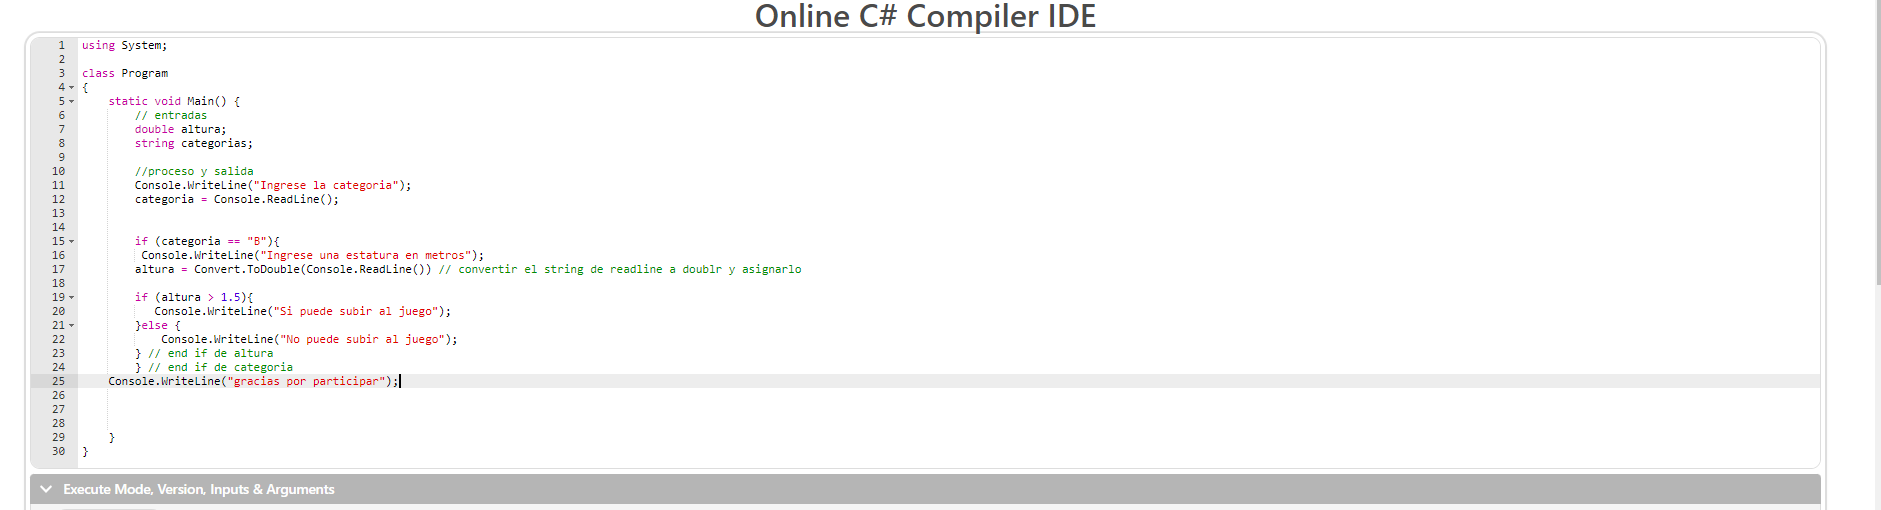 Online C# Compiler IDE
1 using System;
2
3 class Program
4 {
5 static void Main() {
6 // entradas
7 double altura;
8 string categorias;
9
10 //proceso y salida
11 Console.WriteLine("Ingrese la categoria");
12 categoria = Console.ReadLine();
13
14
15 if (categoria == "B"){
16 Console.WriteLine("Ingrese una estatura en metros");
17 altura = Convert.ToDouble(Console.ReadLine()) // convertir el string de readline a doublr y asignarlo
18
19 if (altura > 1.5){
20 Console.WriteLine("Si puede subir al juego");
21 }else {
22 Console.WriteLine("No puede subir al juego");
23 } // end if de altura
24 } // end if de categoria
25 Console.WriteLine("gracias por participar");
26
27
28
29 }
30 }
Execute Mode, Version, Inputs & Arguments